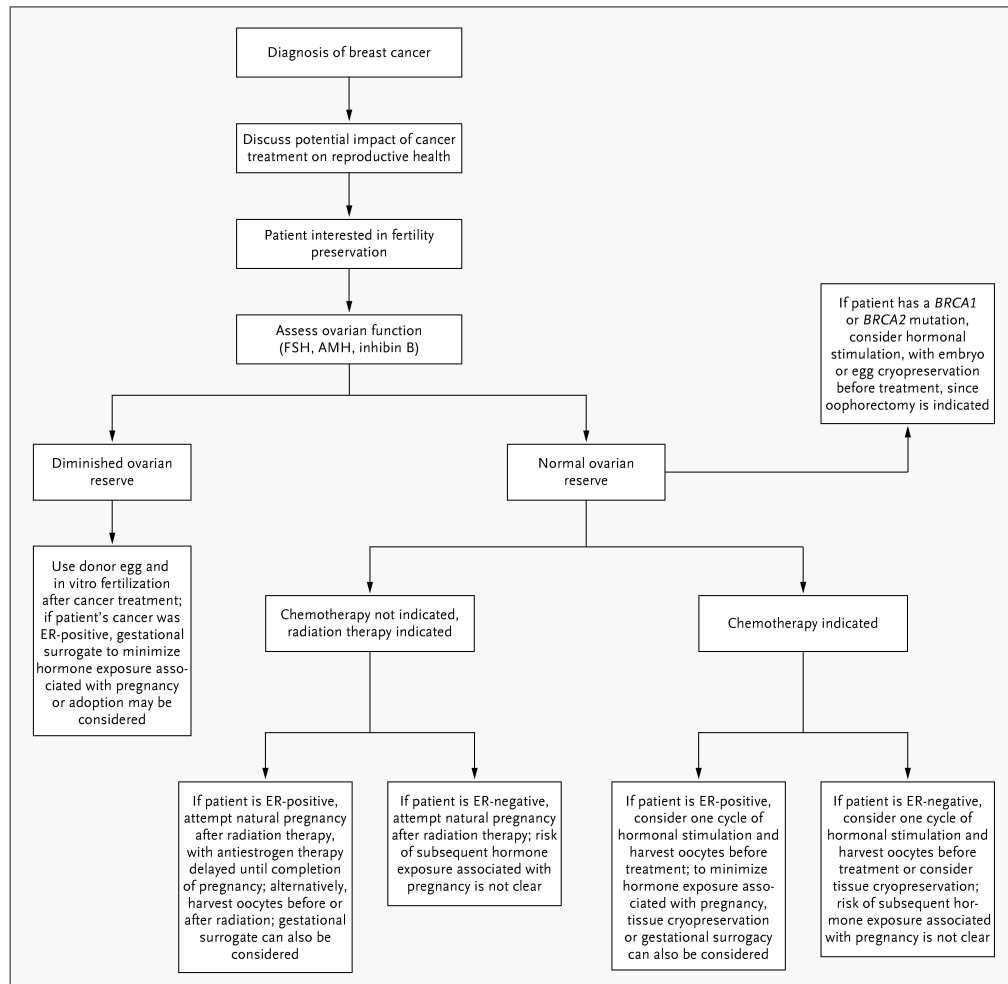 Diagnosis of breast cancer
Discuss potential impact of cancer
treatment on reproductive health
Patient interested in fertility
preservation
Assess ovarian function
(FSH, AMH, inhibin B)
If patient has a BRCA1
or BRCA2 mutation,
consider hormonal
stimulation, with embryo
or egg cryopreservation
before treatment, since
oophorectomy is indicated
Diminished ovarian
reserve
Normal ovarian
reserve
Use donor egg and
in vitro fertilization
after cancer treatment;
if patient's cancer was
ER-positive, gestational
surrogate to minimize
hormone exposure asso-
ciated with pregnancy
or adoption may be
considered
Chemotherapy not indicated,
radiation therapy indicated
Chemotherapy indicated
If patient is ER-positive,
attempt natural pregnancy
after radiation therapy,
with antiestrogen therapy
delayed until completion
of pregnancy; alternatively,
harvest oocytes before or
after radiation; gestational
surrogate can also be
considered
If patient is ER-negative,
attempt natural pregnancy
after radiation therapy; risk
of subsequent hormone
exposure associated with
pregnancy is not clear
If patient is ER-positive,
consider one cycle of
hormonal stimulation and
harvest oocytes before
treatment; to minimize
hormone exposure asso-
ciated with pregnancy,
tissue cryopreservation
or gestational surrogacy
can also be considered
If patient is ER-negative,
consider one cycle of
hormonal stimulation and
harvest oocytes before
treatment or consider
tissue cryopreservation;
risk of subsequent hor-
mone exposure associated
with pregnancy is not clear